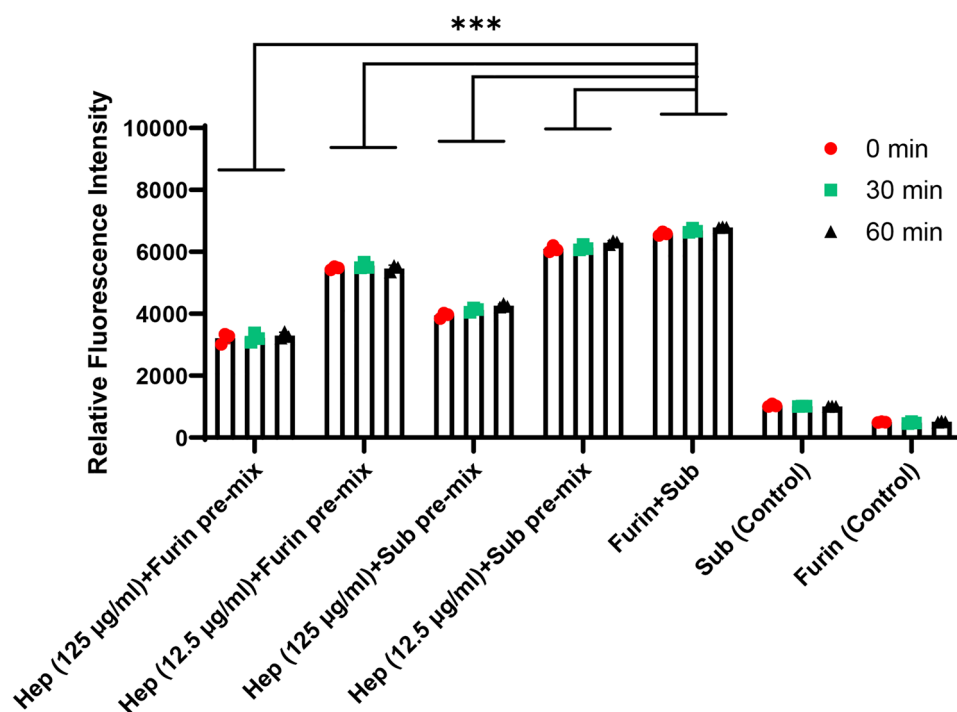 ***
Relative Fluorescence Intensity
10000
8000
6000
4000
2000
0
0 min
30 min
60 min
Hep (125 µg/ml)+Furin pre-mix
Hep (12.5 µg/ml)+Furin pre-mix
Hep (125 µg/ml)+Sub pre-mix
Hep (12.5 µg/ml)+Sub pre-mix
Furin+Sub
Sub (Control)
Furin (Control)